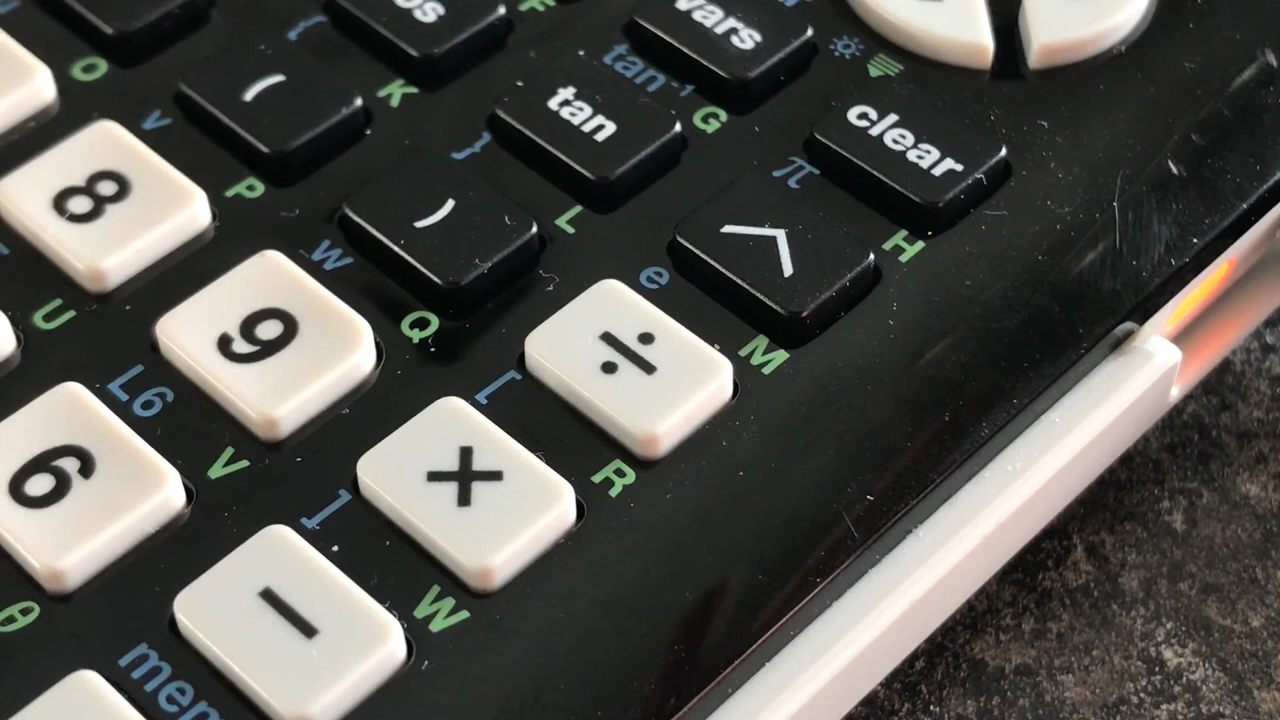 vars
tan⁻¹ G
tan
clear
π H
^
e M
÷
[ R
×
] W
−
mem
{ K
(
v P
} L
)
w Q
O
8
U
9
L6 V
6
θ
F